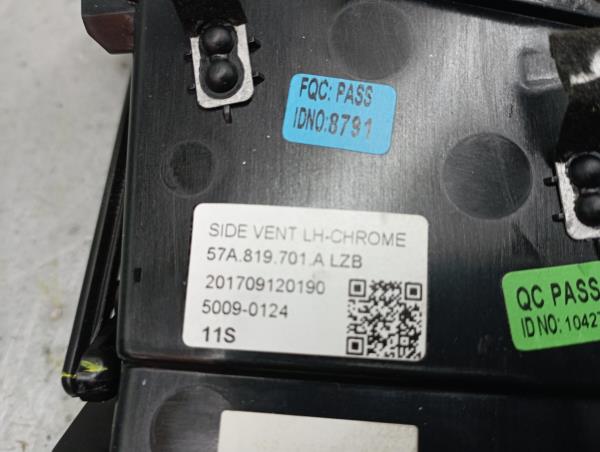 FQC: PASS
IDNO:8791
SIDE VENT LH-CHROME
57A.819.701.A LZB
201709120190
5009-0124
11S
QC PASS
ID NO: 10427